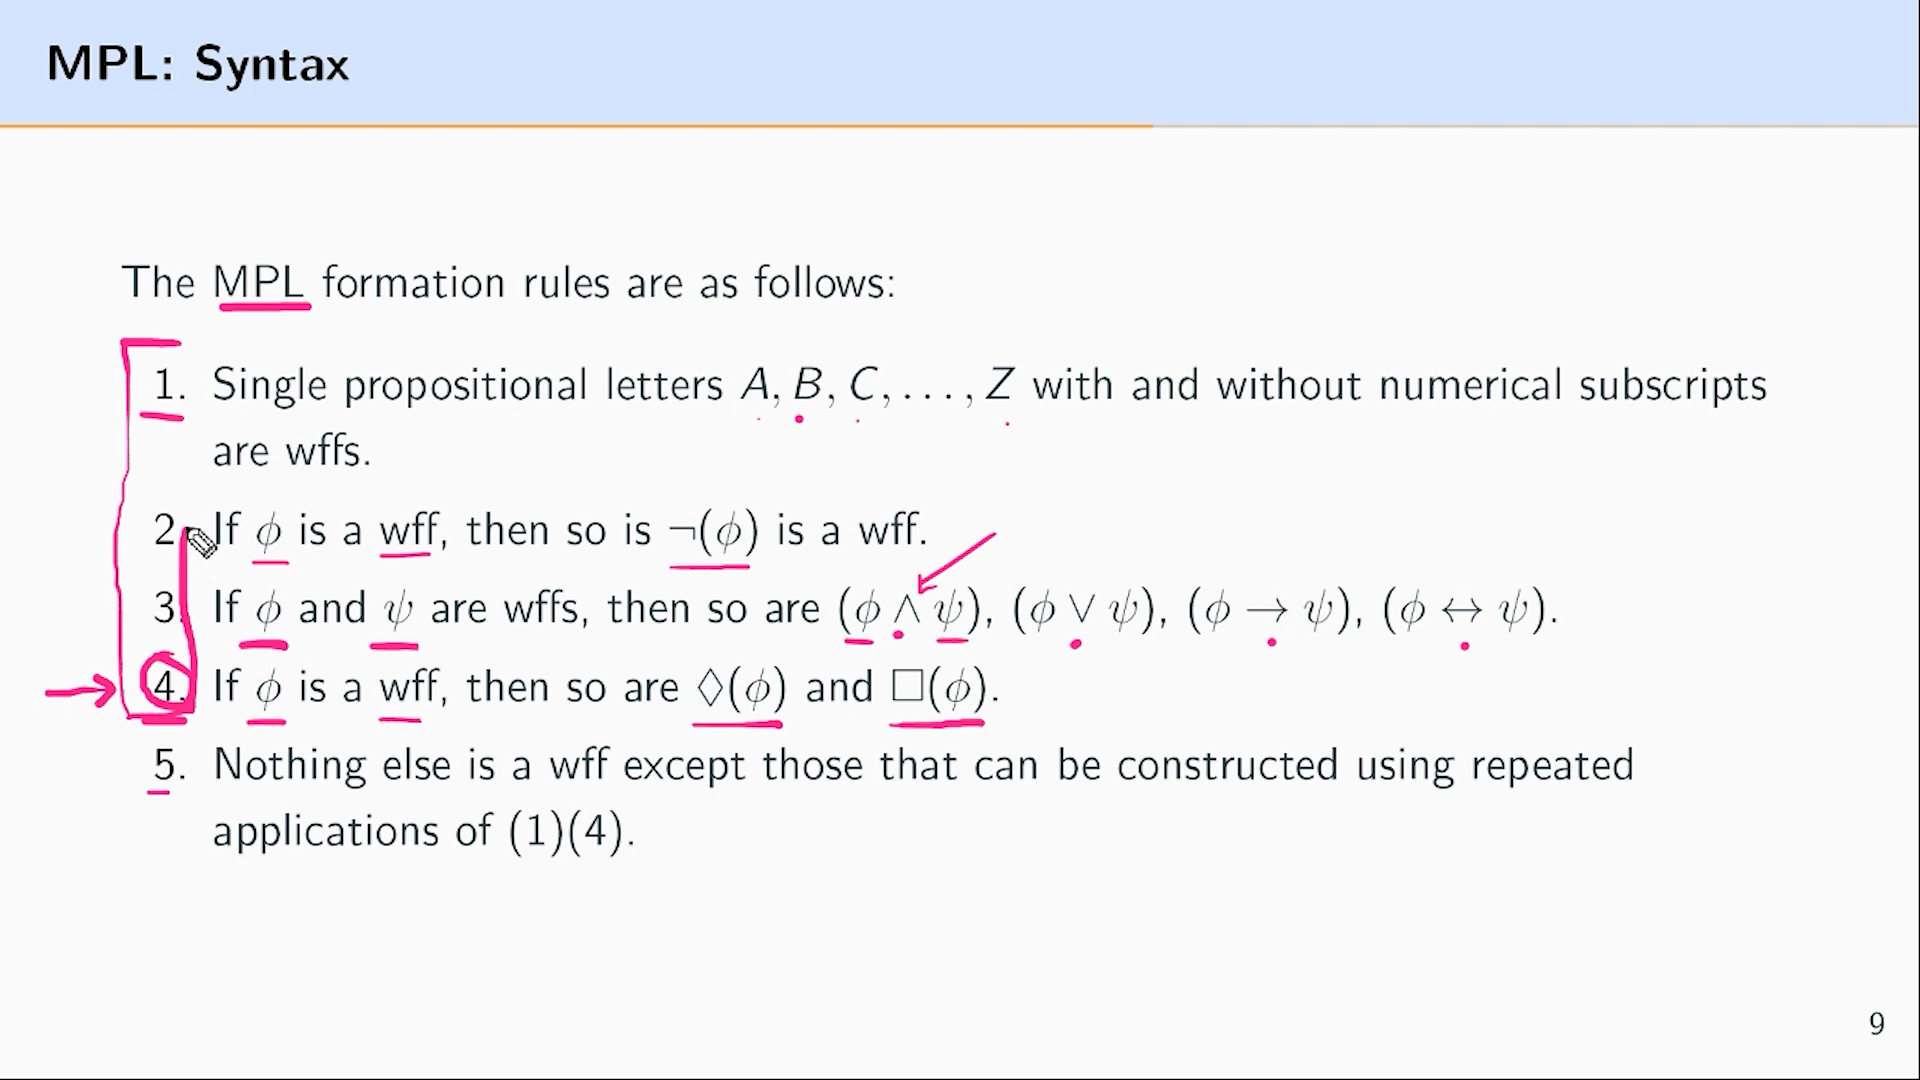 MPL: Syntax
The MPL formation rules are as follows:
1. Single propositional letters A, B, C, . . . , Z with and without numerical subscripts
are wffs.
2. If ϕ is a wff, then so is ¬(ϕ) is a wff.
3. If ϕ and ψ are wffs, then so are (ϕ ∧ ψ), (ϕ ∨ ψ), (ϕ → ψ), (ϕ ↔ ψ).
4. If ϕ is a wff, then so are ◊(ϕ) and □(ϕ).
5. Nothing else is a wff except those that can be constructed using repeated
applications of (1)(4).
9